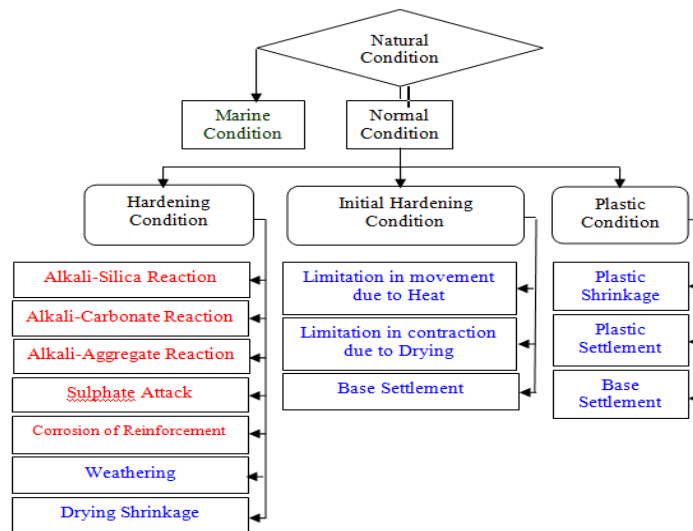 Natural
Condition
Marine
Condition
Normal
Condition
Hardening
Condition
Initial Hardening
Condition
Plastic
Condition
Alkali-Silica Reaction
Alkali-Carbonate Reaction
Alkali-Aggregate Reaction
Sulphate Attack
Corrosion of Reinforcement
Weathering
Drying Shrinkage
Limitation in movement
due to Heat
Limitation in contraction
due to Drying
Base Settlement
Plastic
Shrinkage
Plastic
Settlement
Base
Settlement